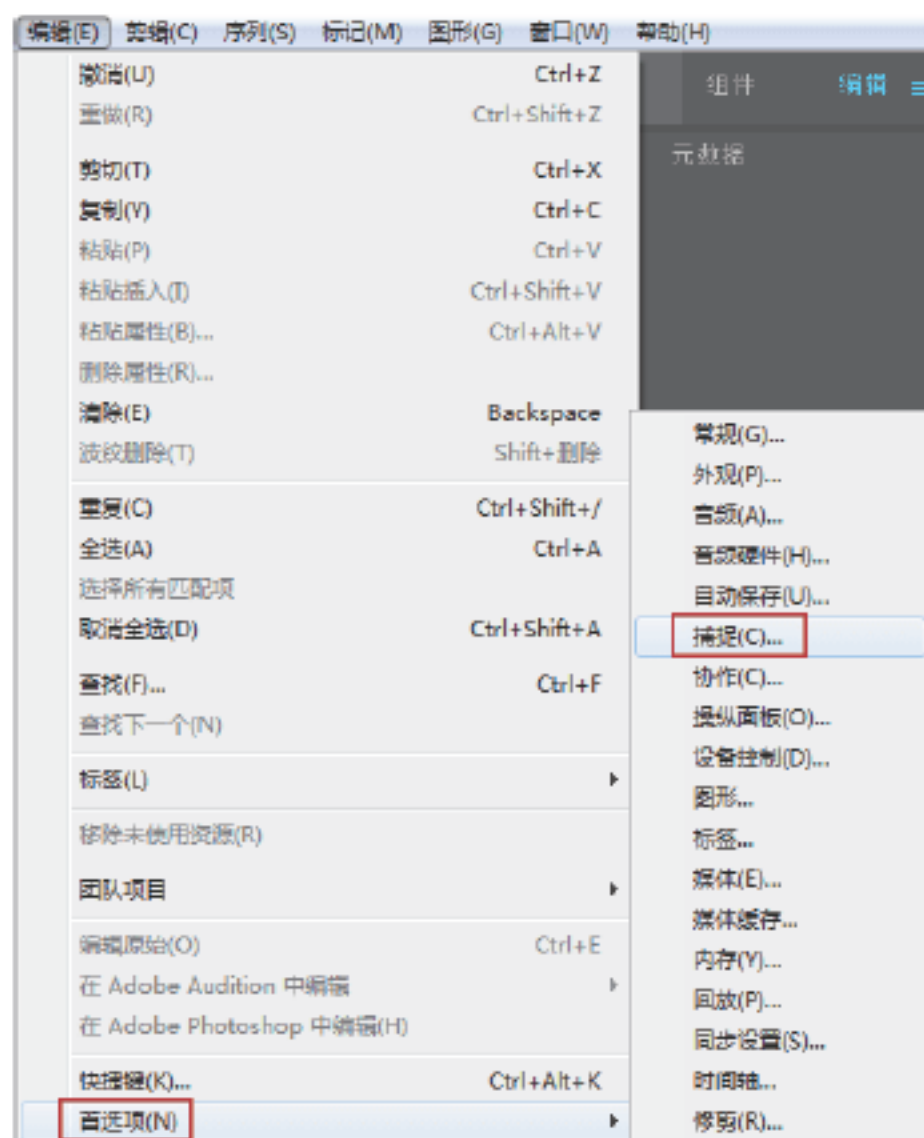 编辑(E) 剪辑(C) 序列(S) 标记(M) 图形(G) 窗口(W) 帮助(H)
组件 编辑
元数据
撤消(U) Ctrl+Z
重做(R) Ctrl+Shift+Z
剪切(T) Ctrl+X
复制(Y) Ctrl+C
粘贴(P) Ctrl+V
粘贴插入(I) Ctrl+Shift+V
粘贴属性(B)... Ctrl+Alt+V
删除属性(R)...
清除(E) Backspace
波纹删除(T) Shift+删除
重复(C) Ctrl+Shift+/
全选(A) Ctrl+A
选择所有匹配项
取消全选(D) Ctrl+Shift+A
查找(F)... Ctrl+F
查找下一个(N)
标签(L)
移除未使用资源(R)
团队项目
编辑原始(O) Ctrl+E
在 Adobe Audition 中编辑
在 Adobe Photoshop 中编辑(H)
快捷键(K)... Ctrl+Alt+K
首选项(N)
常规(G)...
外观(P)...
音频(A)...
音频硬件(H)...
自动保存(U)...
捕捉(C)...
协作(C)...
操纵面板(O)...
设备控制(D)...
图形...
标签...
媒体(E)...
媒体缓存...
内存(Y)...
回放(P)...
同步设置(S)...
时间轴...
修剪(R)...